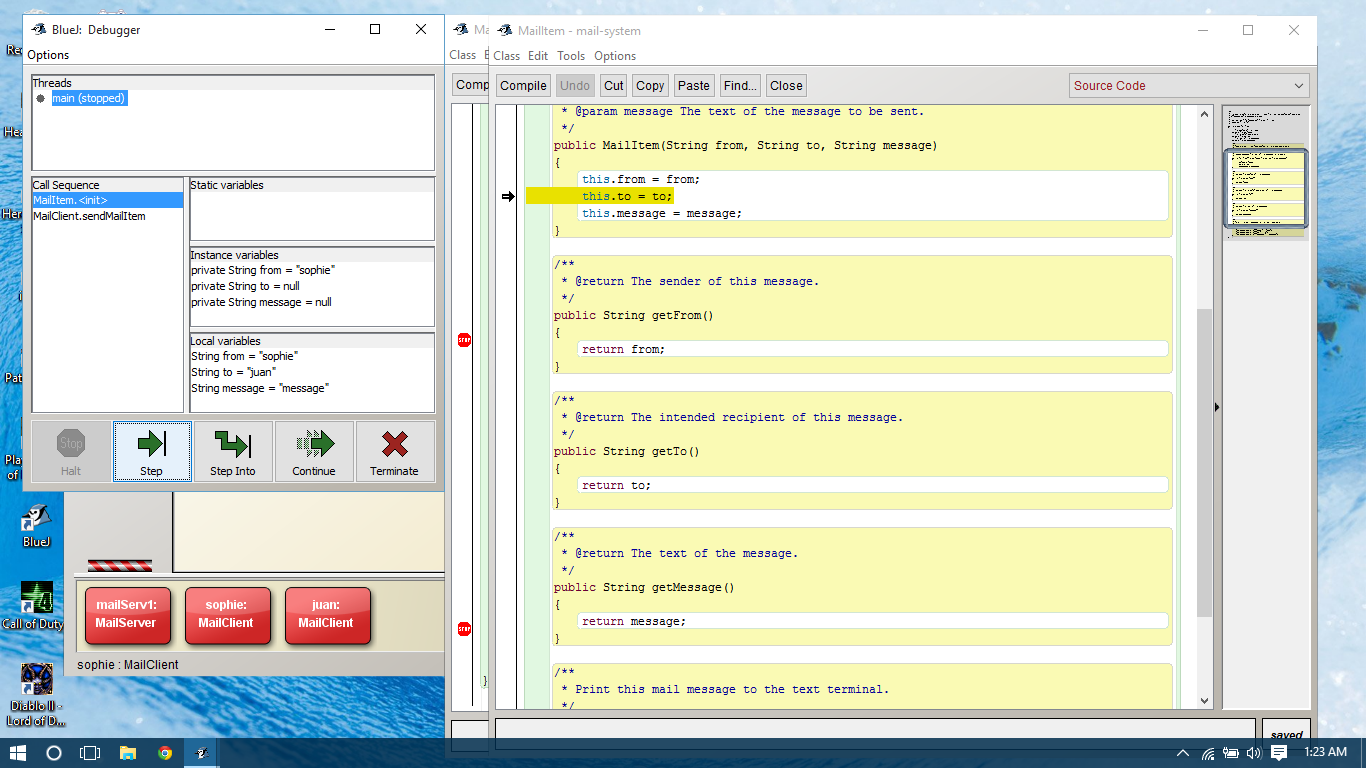 BlueJ: Debugger
Options
Threads
main (stopped)
Call Sequence
MailItem.<init>
MailClient.sendMailItem
Static variables
Instance variables
private String from = "sophie"
private String to = null
private String message = null
Local variables
String from = "sophie"
String to = "juan"
String message = "message"
Stop
Halt
Step
Step Into
Continue
Terminate
Ma
Class E
Comp
STOP
STOP
}
MailItem - mail-system
Class Edit Tools Options
Compile Undo Cut Copy Paste Find... Close
Source Code
* @param message The text of the message to be sent.
*/
public MailItem(String from, String to, String message)
{
this.from = from;
this.to = to;
this.message = message;
}
/**
* @return The sender of this message.
*/
public String getFrom()
{
return from;
}
/**
* @return The intended recipient of this message.
*/
public String getTo()
{
return to;
}
/**
* @return The text of the message.
*/
public String getMessage()
{
return message;
}
/**
* Print this mail message to the text terminal.
*/
saved
mailServ1:
MailServer
sophie:
MailClient
juan:
MailClient
sophie : MailClient
BlueJ
Call of Duty
Play
of
Diablo II -
Lord of D...
1:23 AM